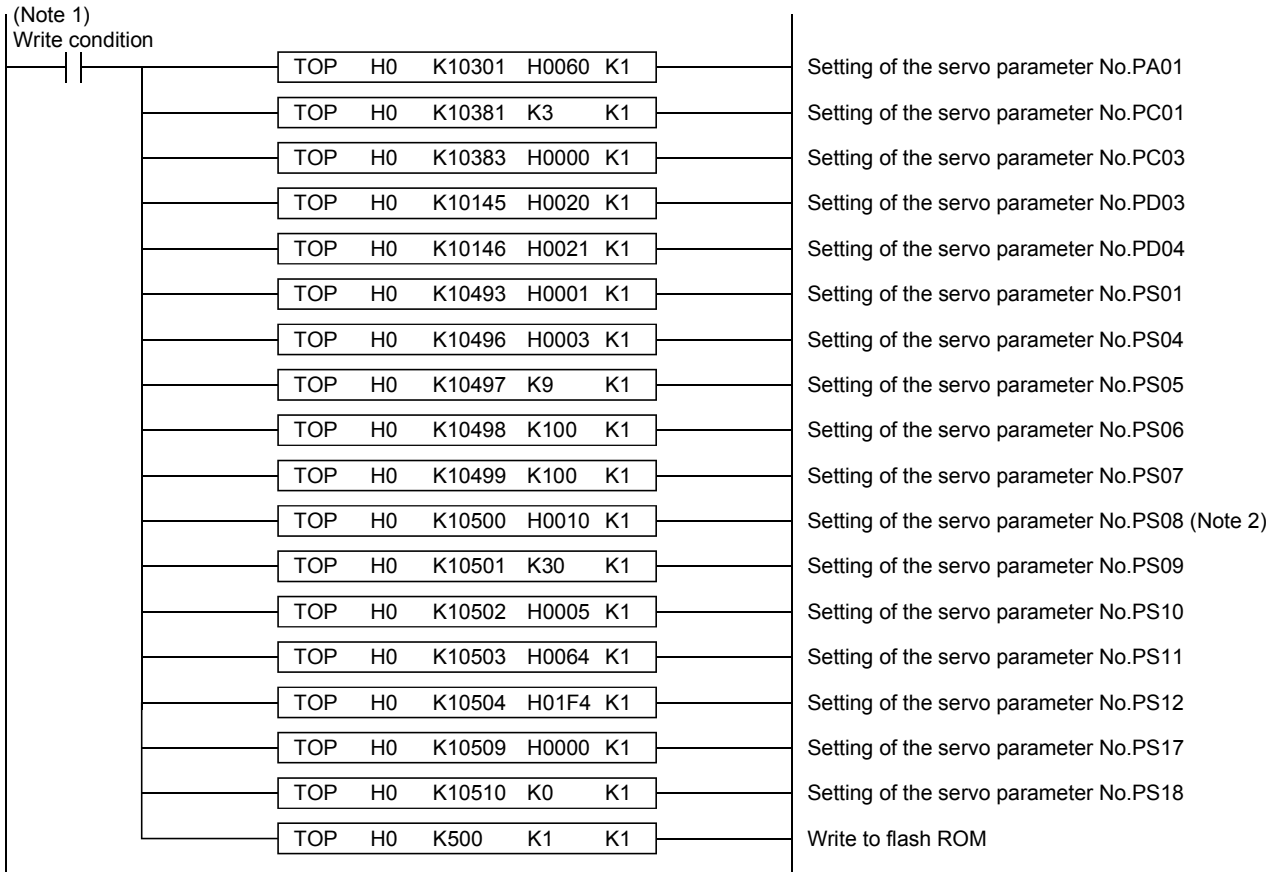 (Note 1)
Write condition
TOP H0 K10301 H0060 K1 Setting of the servo parameter No.PA01
TOP H0 K10381 K3 K1 Setting of the servo parameter No.PC01
TOP H0 K10383 H0000 K1 Setting of the servo parameter No.PC03
TOP H0 K10145 H0020 K1 Setting of the servo parameter No.PD03
TOP H0 K10146 H0021 K1 Setting of the servo parameter No.PD04
TOP H0 K10493 H0001 K1 Setting of the servo parameter No.PS01
TOP H0 K10496 H0003 K1 Setting of the servo parameter No.PS04
TOP H0 K10497 K9 K1 Setting of the servo parameter No.PS05
TOP H0 K10498 K100 K1 Setting of the servo parameter No.PS06
TOP H0 K10499 K100 K1 Setting of the servo parameter No.PS07
TOP H0 K10500 H0010 K1 Setting of the servo parameter No.PS08 (Note 2)
TOP H0 K10501 K30 K1 Setting of the servo parameter No.PS09
TOP H0 K10502 H0005 K1 Setting of the servo parameter No.PS10
TOP H0 K10503 H0064 K1 Setting of the servo parameter No.PS11
TOP H0 K10504 H01F4 K1 Setting of the servo parameter No.PS12
TOP H0 K10509 H0000 K1 Setting of the servo parameter No.PS17
TOP H0 K10510 K0 K1 Setting of the servo parameter No.PS18
TOP H0 K500 K1 K1 Write to flash ROM